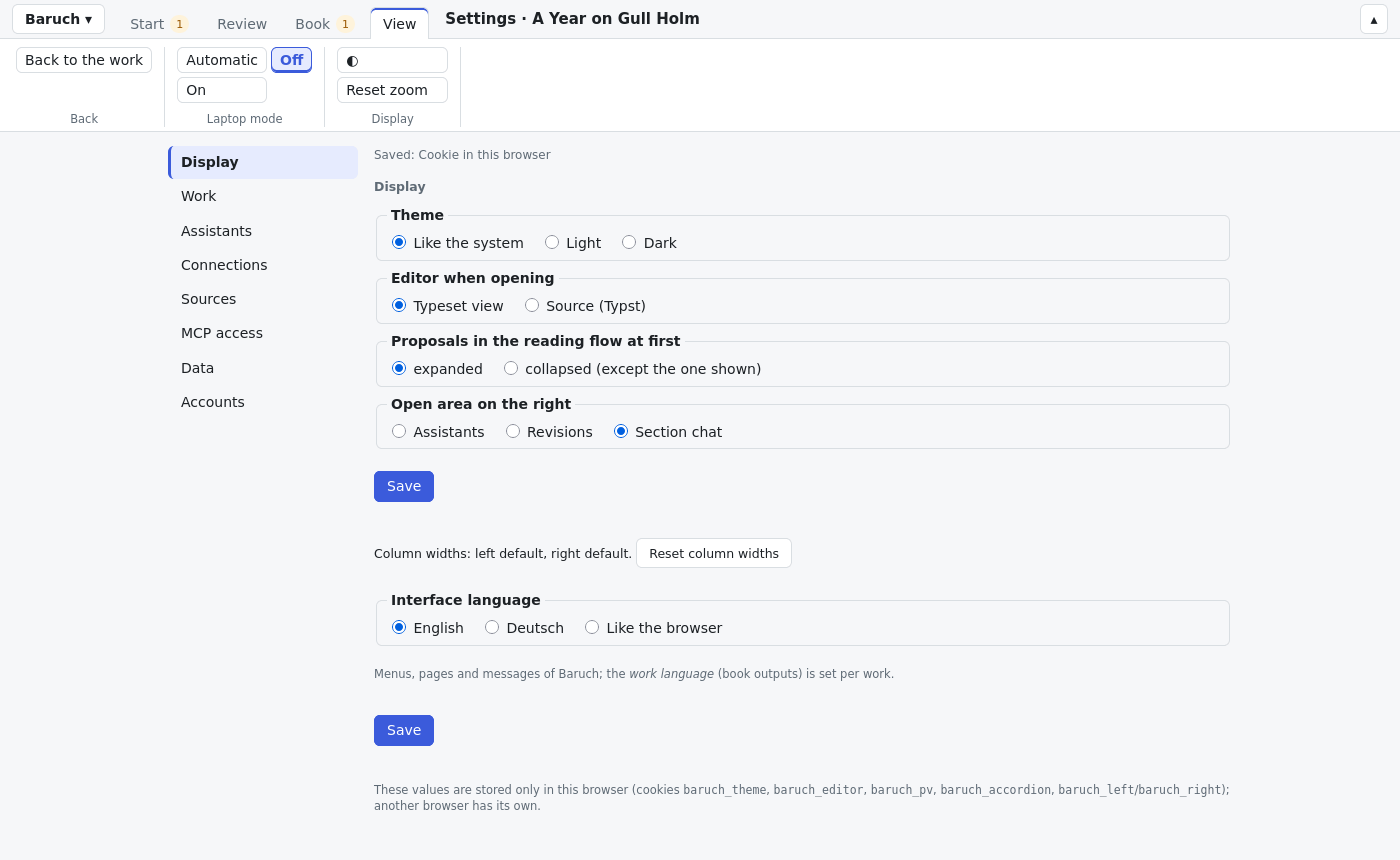 Baruch ▾ Start 1 Review Book 1 View Settings · A Year on Gull Holm ▴
Back to the work Automatic Off ◐
On Reset zoom
Back Laptop mode Display
Display
Work
Assistants
Connections
Sources
MCP access
Data
Accounts
Saved: Cookie in this browser
Display
Theme
Like the system Light Dark
Editor when opening
Typeset view Source (Typst)
Proposals in the reading flow at first
expanded collapsed (except the one shown)
Open area on the right
Assistants Revisions Section chat
Save
Column widths: left default, right default. Reset column widths
Interface language
English Deutsch Like the browser
Menus, pages and messages of Baruch; the work language (book outputs) is set per work.
Save
These values are stored only in this browser (cookies baruch_theme, baruch_editor, baruch_pv, baruch_accordion, baruch_left/baruch_right);
another browser has its own.